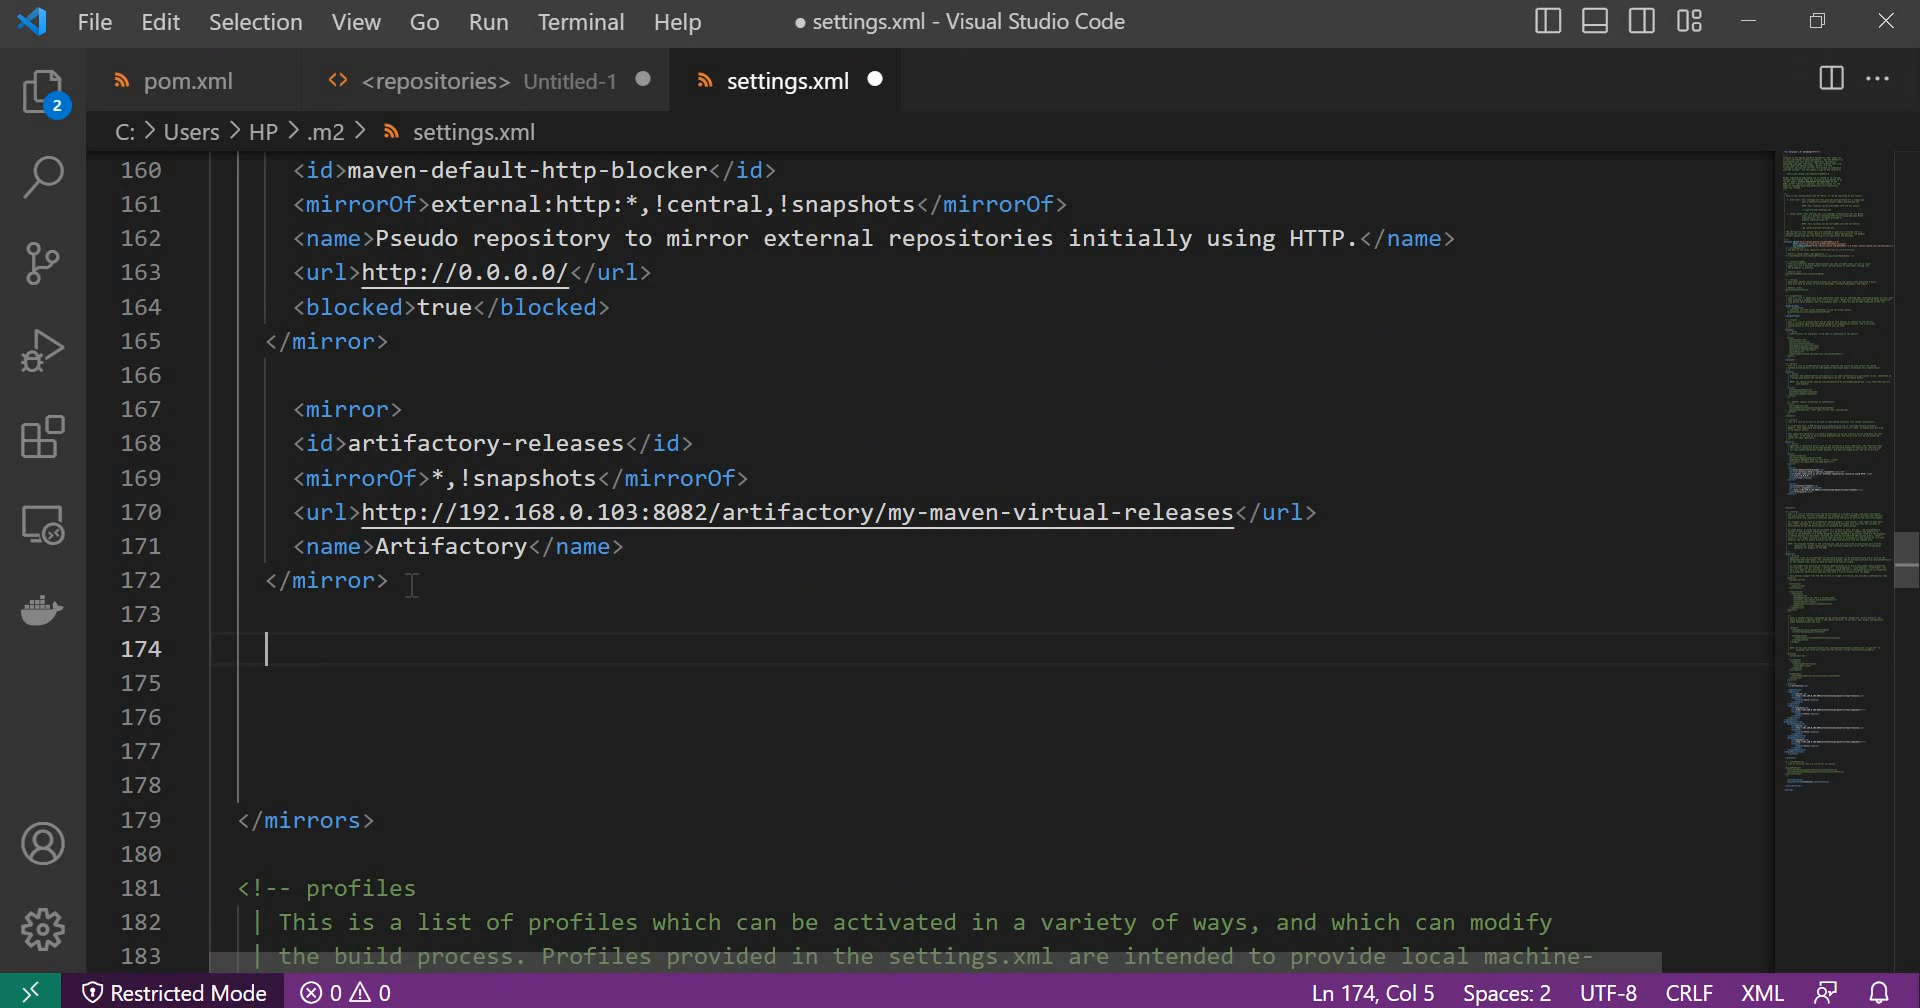 File Edit Selection View Go Run Terminal Help ● settings.xml - Visual Studio Code
pom.xml <> <repositories> Untitled-1 settings.xml
2
C: > Users > HP > .m2 > settings.xml
160 <id>maven-default-http-blocker</id>
161 <mirrorOf>external:http:*,!central,!snapshots</mirrorOf>
162 <name>Pseudo repository to mirror external repositories initially using HTTP.</name>
163 <url>http://0.0.0.0/</url>
164 <blocked>true</blocked>
165 </mirror>
166
167 <mirror>
168 <id>artifactory-releases</id>
169 <mirrorOf>*,!snapshots</mirrorOf>
170 <url>http://192.168.0.103:8082/artifactory/my-maven-virtual-releases</url>
171 <name>Artifactory</name>
172 </mirror>
173
174
175
176
177
178
179 </mirrors>
180
181 <!-- profiles
182 | This is a list of profiles which can be activated in a variety of ways, and which can modify
183 | the build process. Profiles provided in the settings.xml are intended to provide local machine-
Restricted Mode 0 0 Ln 174, Col 5 Spaces: 2 UTF-8 CRLF XML